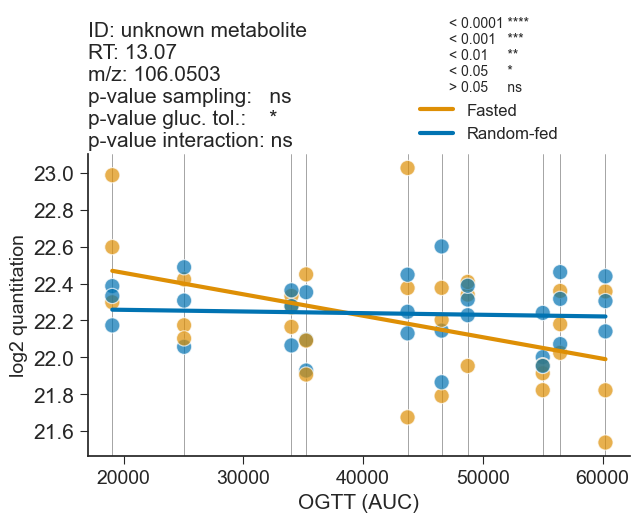 ID: unknown metabolite
RT: 13.07
m/z: 106.0503
p-value sampling: ns
p-value gluc. tol.: *
p-value interaction: ns
< 0.0001 ****
< 0.001 ***
< 0.01 **
< 0.05 *
> 0.05 ns
Fasted
Random-fed
23.0
22.8
22.6
22.4
22.2
22.0
21.8
21.6
log2 quantitation
20000 30000 40000 50000 60000
OGTT (AUC)